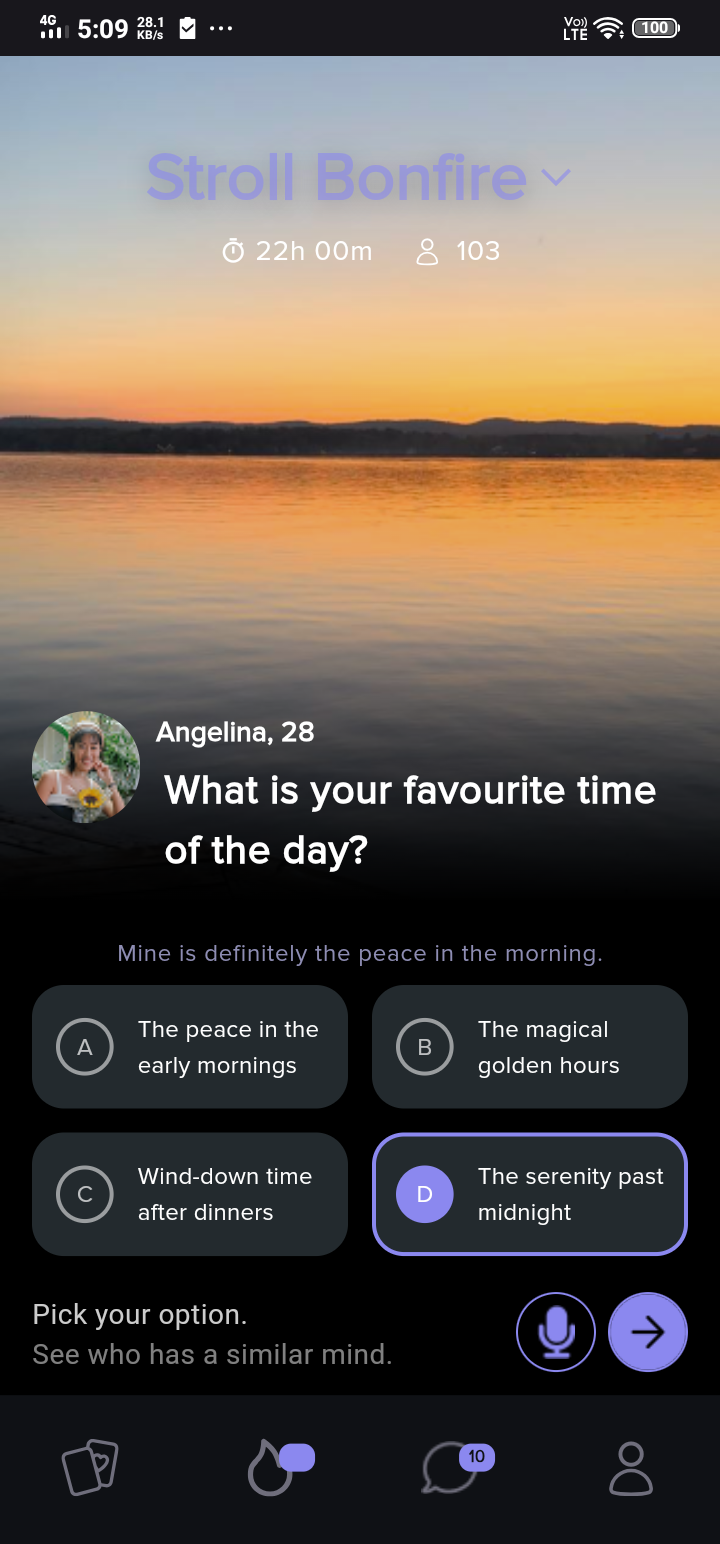 4G 5:09 28.1 KB/s ... Vo)) LTE 100
Stroll Bonfire
22h 00m 103
Angelina, 28
What is your favourite time
of the day?
Mine is definitely the peace in the morning.
A The peace in the
early mornings
B The magical
golden hours
C Wind-down time
after dinners
D The serenity past
midnight
Pick your option.
See who has a similar mind.
10